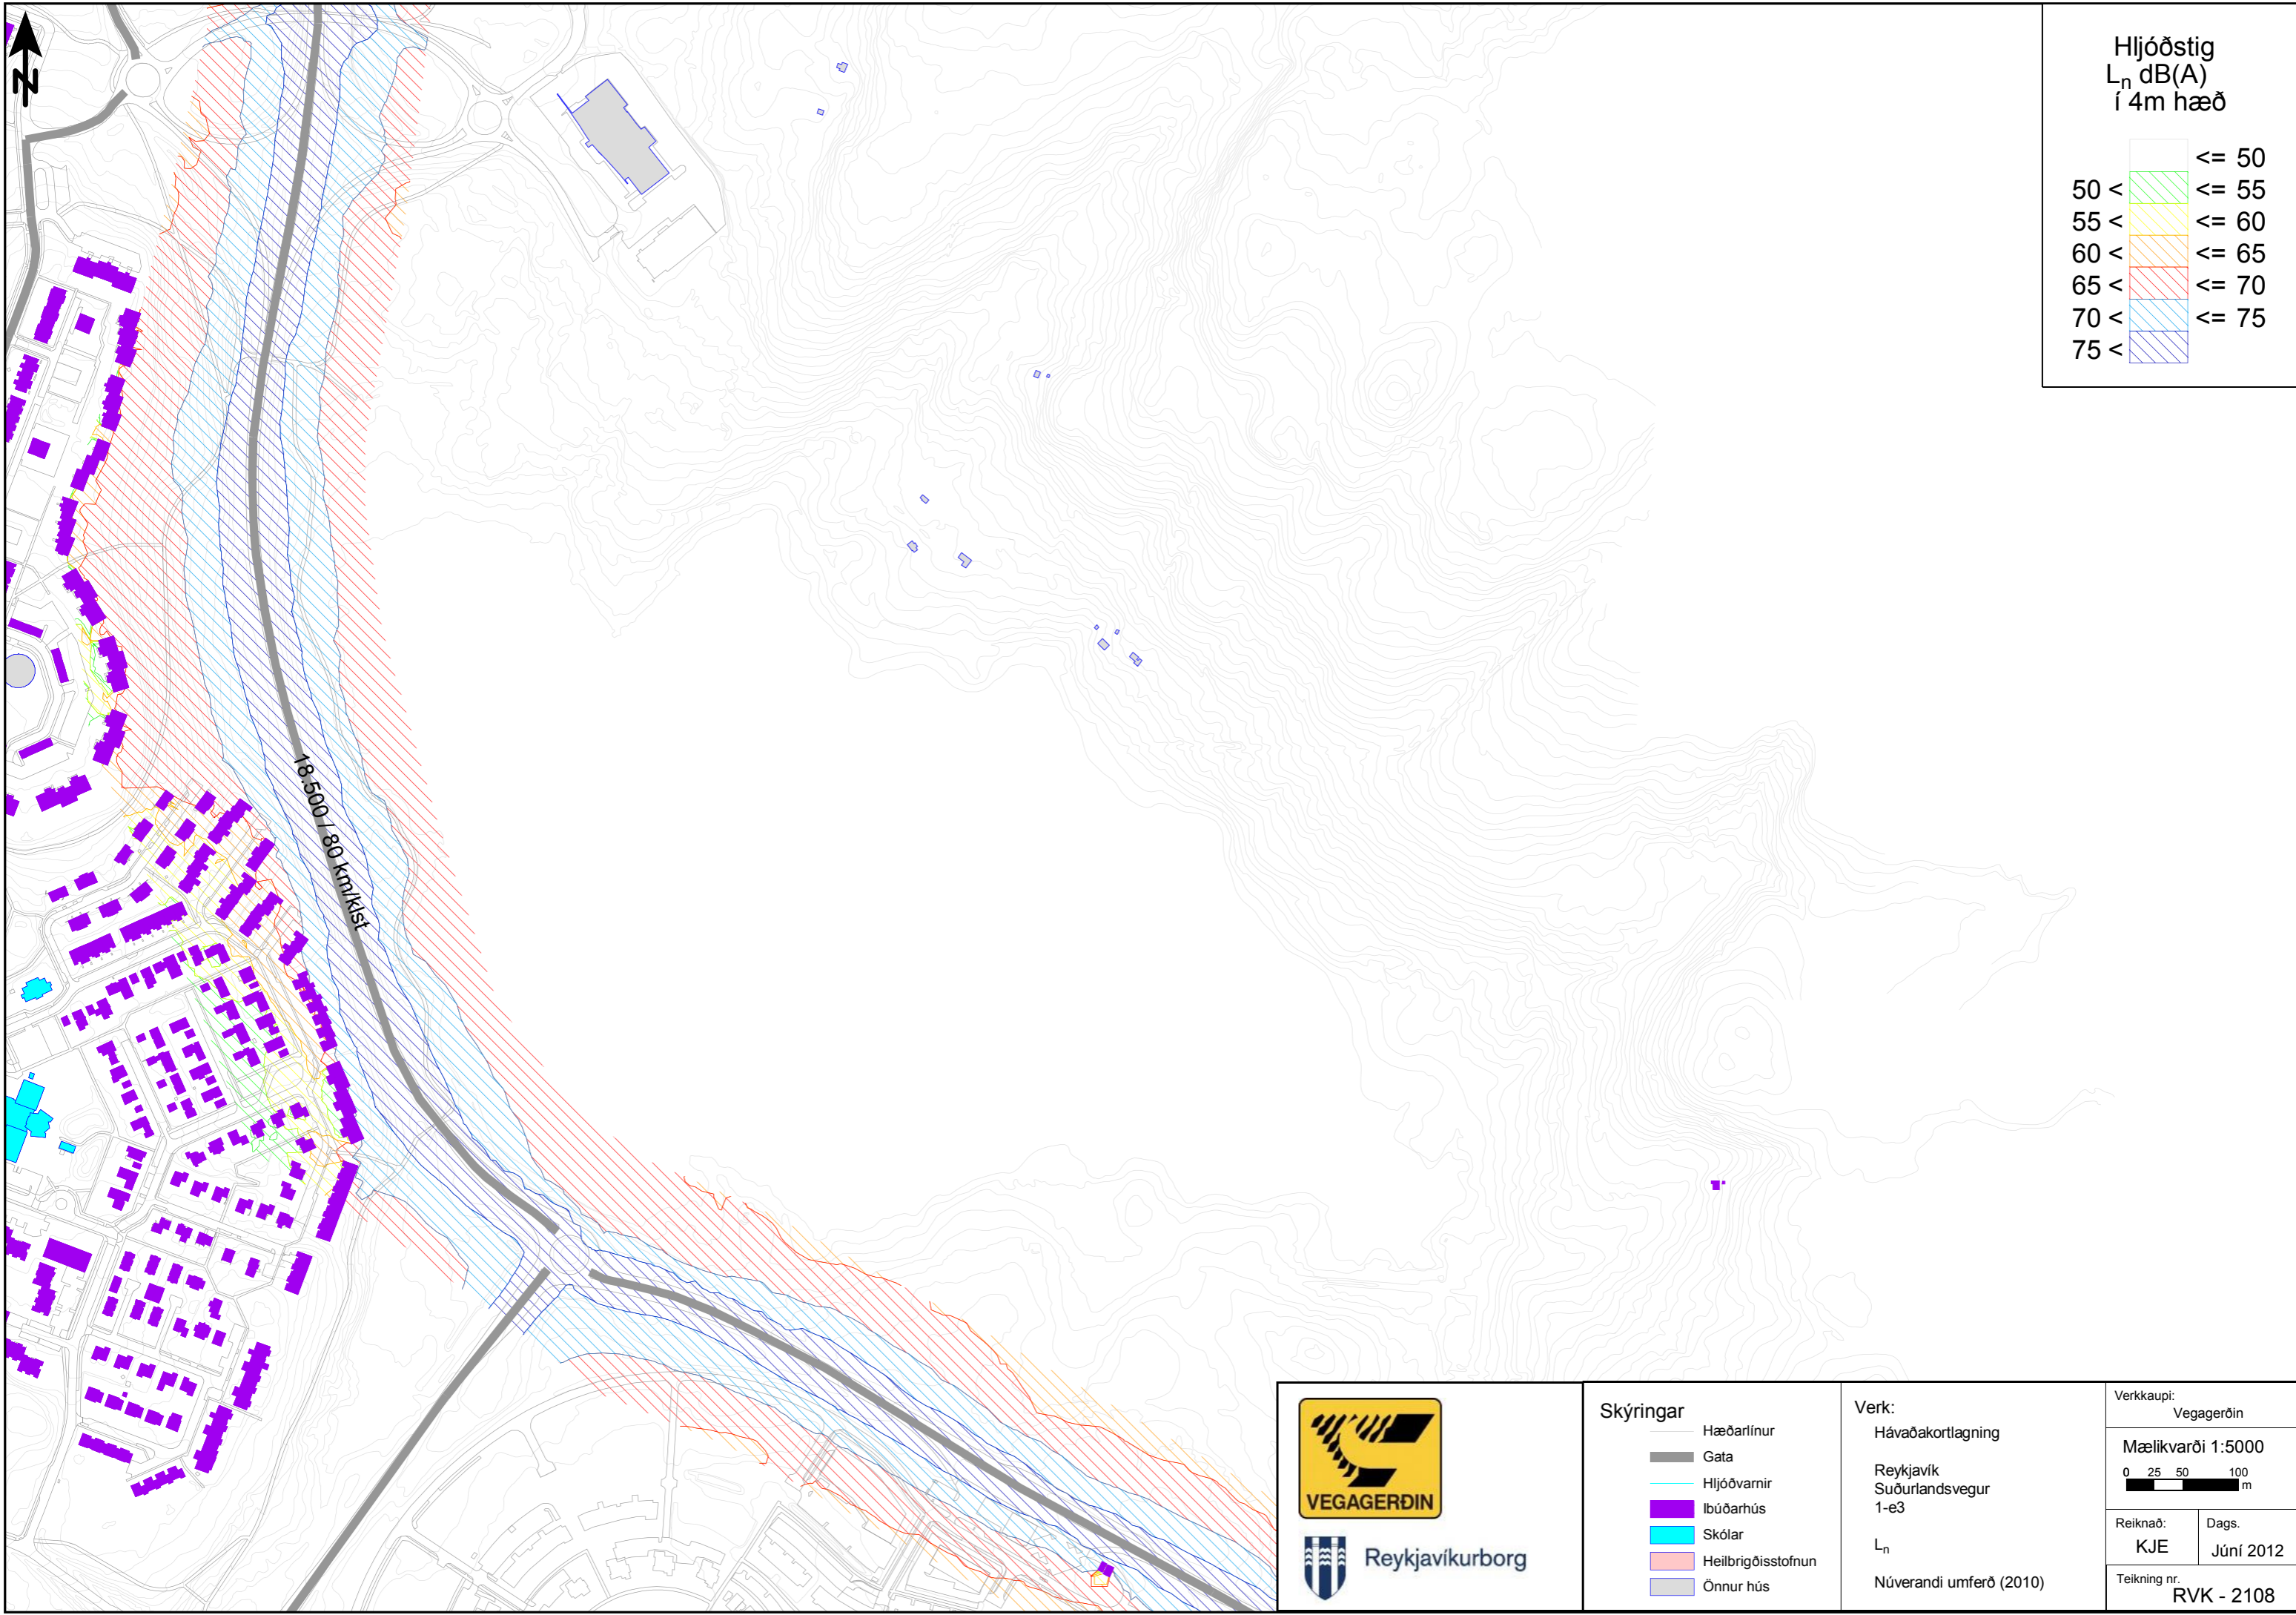 N
Hljóðstig
Ln dB(A)
í 4m hæð
<= 50
50 < <= 55
55 < <= 60
60 < <= 65
65 < <= 70
70 < <= 75
75 <
18.500 / 80 km/klst
VEGAGERÐIN
Reykjavíkurborg
Skýringar
Hæðarlínur
Gata
Hljóðvarnir
Ibúðarhús
Skólar
Heilbrigðisstofnun
Önnur hús
Verk:
Hávaðakortlagning
Reykjavík
Suðurlandsvegur
1-e3
Ln
Núverandi umferð (2010)
Verkkaupi:
Vegagerðin
Mælikvarði 1:5000
0 25 50 100
m
Reiknað:
KJE
Dags.
Júní 2012
Teikning nr.
RVK - 2108